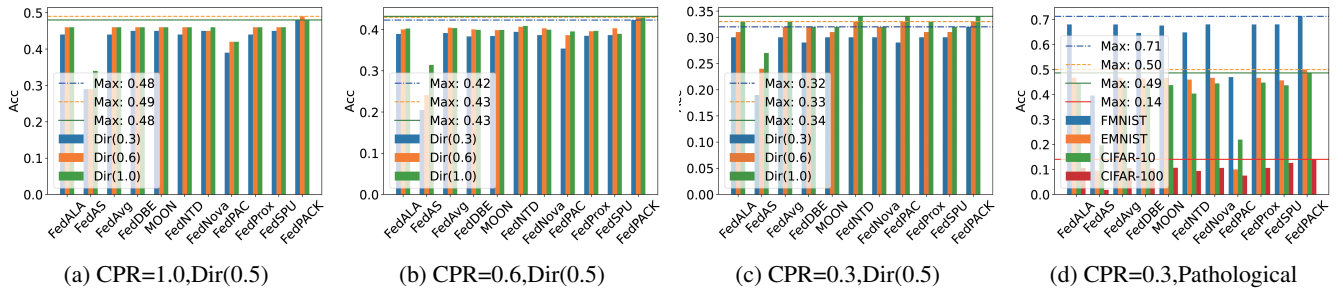 0.5
0.4
0.3
0.2
0.1
0.0
Acc
Max: 0.48
Max: 0.49
Max: 0.48
Dir(0.3)
Dir(0.6)
Dir(1.0)
FedALA
FedAS
FedAvg
FedDBE
MOON
FedNTD
FedNova
FedPAC
FedProx
FedSPU
FedPACK
(a) CPR=1.0,Dir(0.5)
0.4
0.3
0.2
0.1
0.0
Acc
Max: 0.42
Max: 0.43
Max: 0.43
Dir(0.3)
Dir(0.6)
Dir(1.0)
FedALA
FedAS
FedAvg
FedDBE
MOON
FedNTD
FedNova
FedPAC
FedProx
FedSPU
FedPACK
(b) CPR=0.6,Dir(0.5)
0.35
0.30
0.25
0.20
0.15
0.10
0.05
0.00
Acc
Max: 0.32
Max: 0.33
Max: 0.34
Dir(0.3)
Dir(0.6)
Dir(1.0)
FedALA
FedAS
FedAvg
FedDBE
MOON
FedNTD
FedNova
FedPAC
FedProx
FedSPU
FedPACK
(c) CPR=0.3,Dir(0.5)
0.7
0.6
0.5
0.4
0.3
0.2
0.1
0.0
Acc
Max: 0.71
Max: 0.50
Max: 0.49
Max: 0.14
FMNIST
EMNIST
CIFAR-10
CIFAR-100
FedALA
FedAS
FedAvg
FedDBE
MOON
FedNTD
FedNova
FedPAC
FedProx
FedSPU
FedPACK
(d) CPR=0.3,Pathological